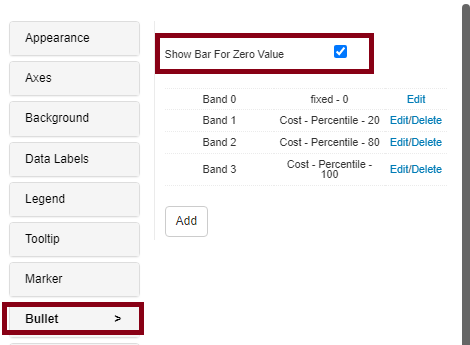 Appearance
Axes
Background
Data Labels
Legend
Tooltip
Marker
Bullet >
Show Bar For Zero Value
Band 0 fixed - 0 Edit
Band 1 Cost - Percentile - 20 Edit/Delete
Band 2 Cost - Percentile - 80 Edit/Delete
Band 3 Cost - Percentile - 
100 Edit/Delete
Add